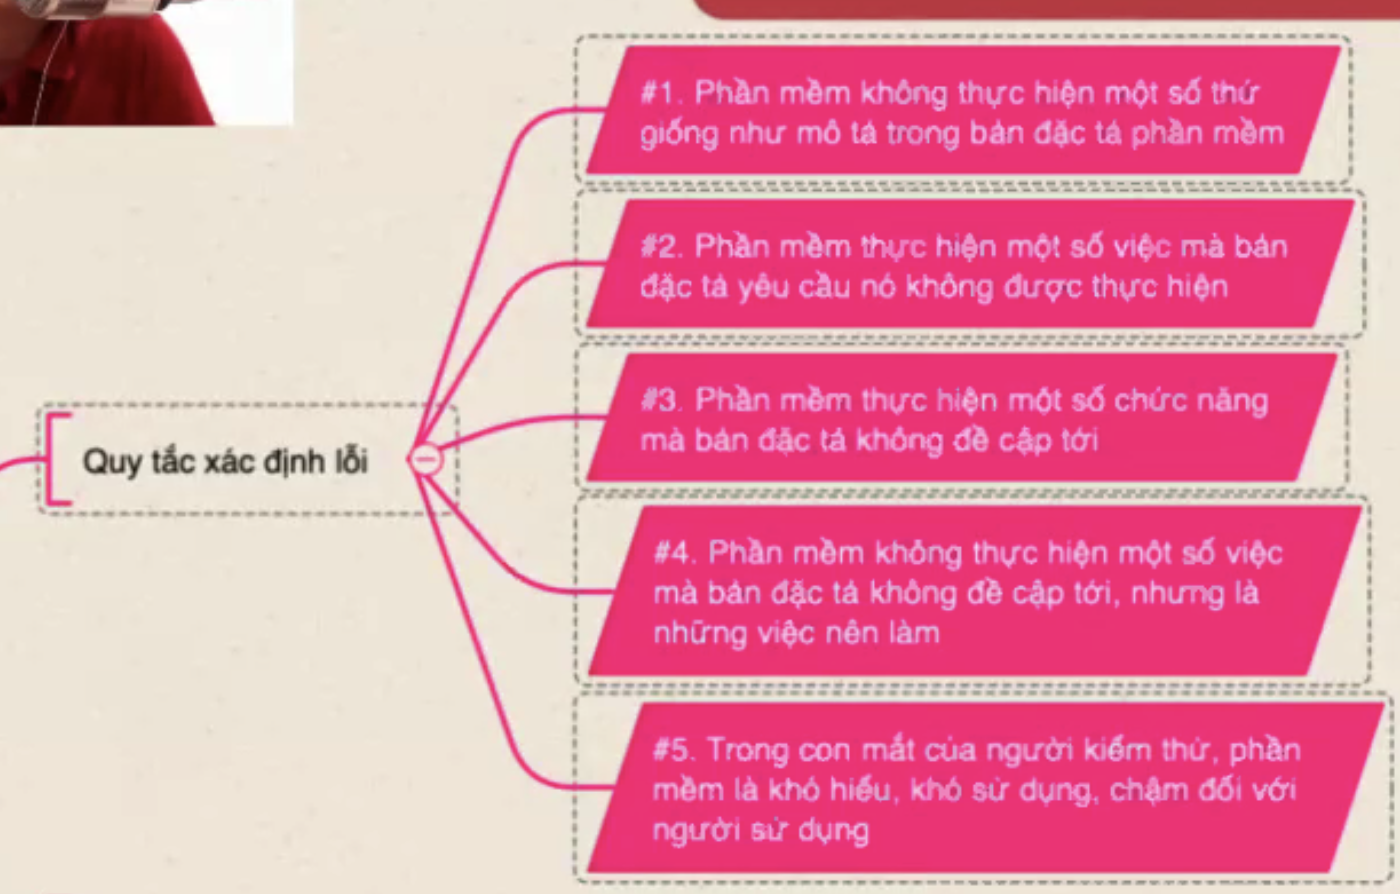 #1. Phần mềm không thực hiện một số thứ
giống như mô tả trong bản đặc tả phần mềm
#2. Phần mềm thực hiện một số việc mà bản
đặc tả yêu cầu nó không được thực hiện
#3. Phần mềm thực hiện một số chức năng
mà bản đặc tả không đề cập tới
Quy tắc xác định lỗi
#4. Phần mềm không thực hiện một số việc
mà bản đặc tả không đề cập tới, nhưng là
những việc nên làm
#5. Trong con mắt của người kiểm thử, phần
mềm là khó hiểu, khó sử dụng, chậm đối với
người sử dụng